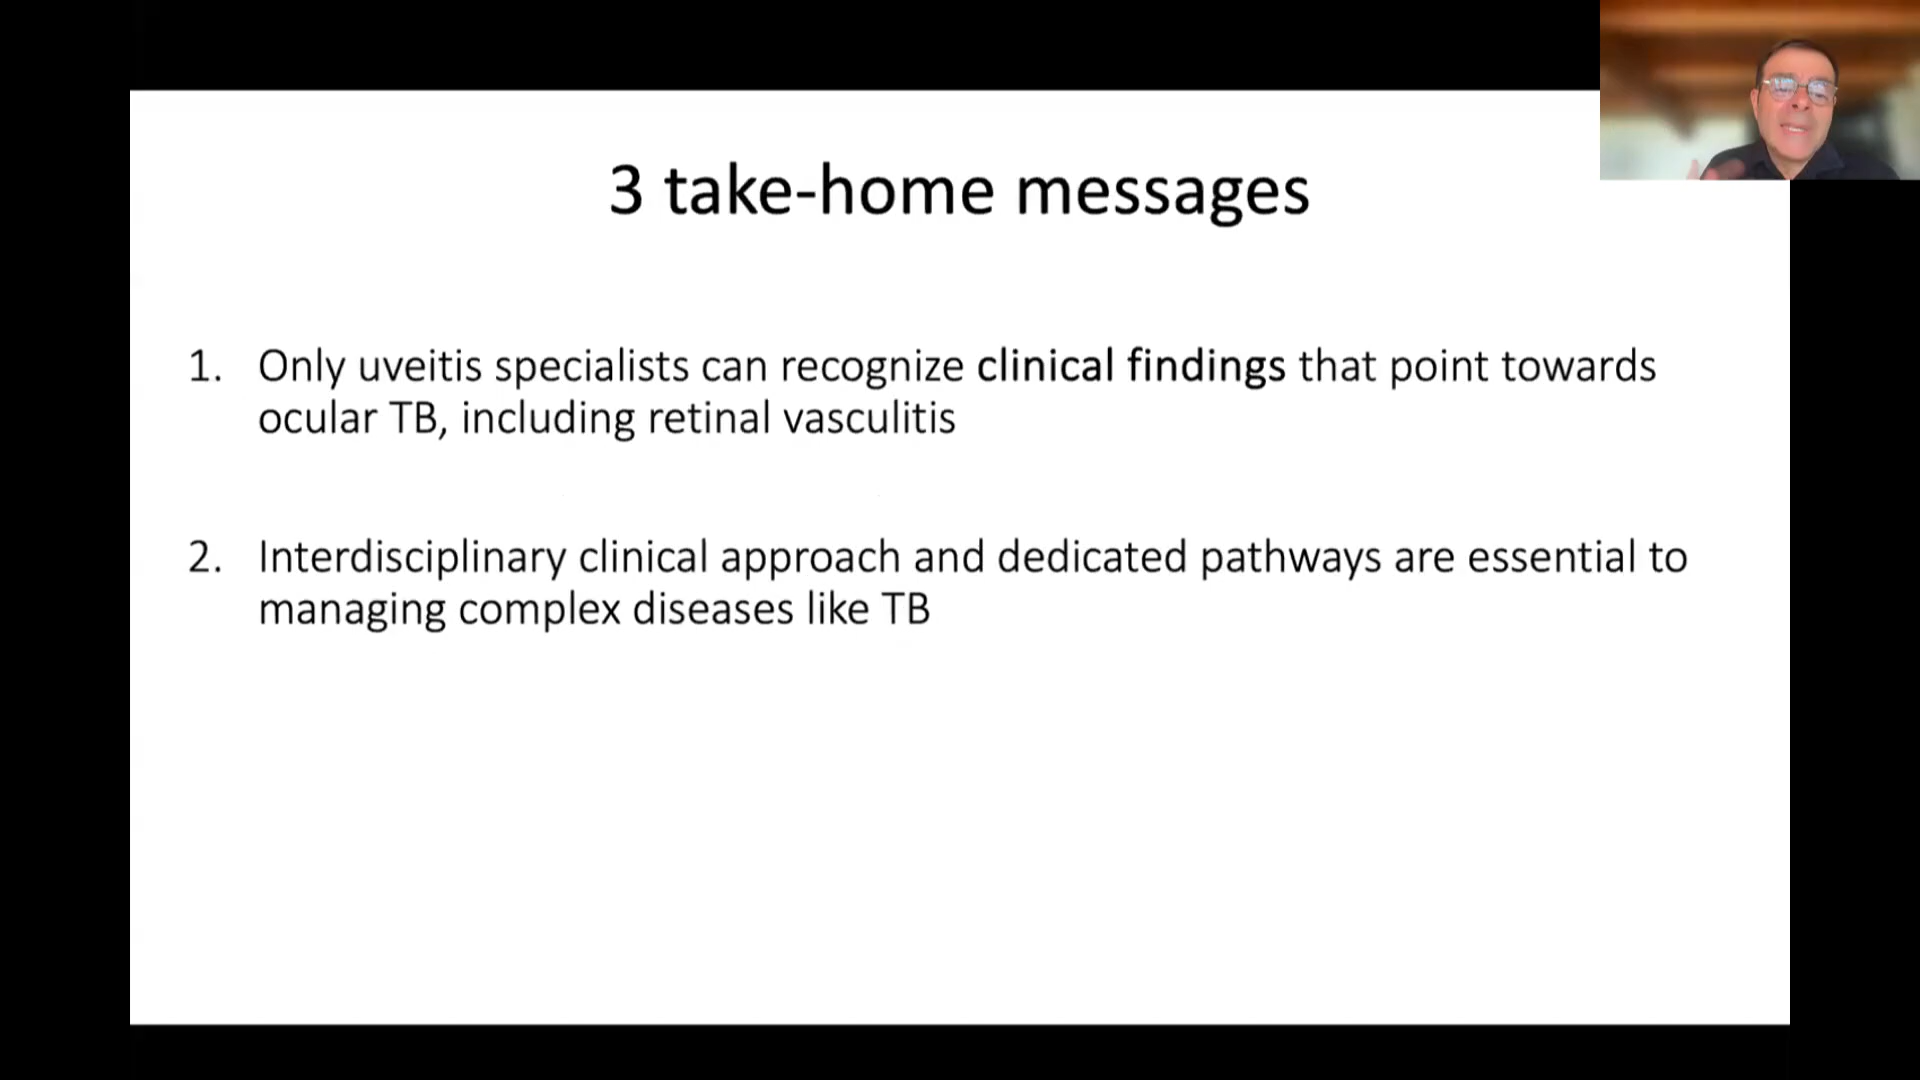 3 take-home messages
1. Only uveitis specialists can recognize clinical findings that point towards
ocular TB, including retinal vasculitis
2. Interdisciplinary clinical approach and dedicated pathways are essential to
managing complex diseases like TB